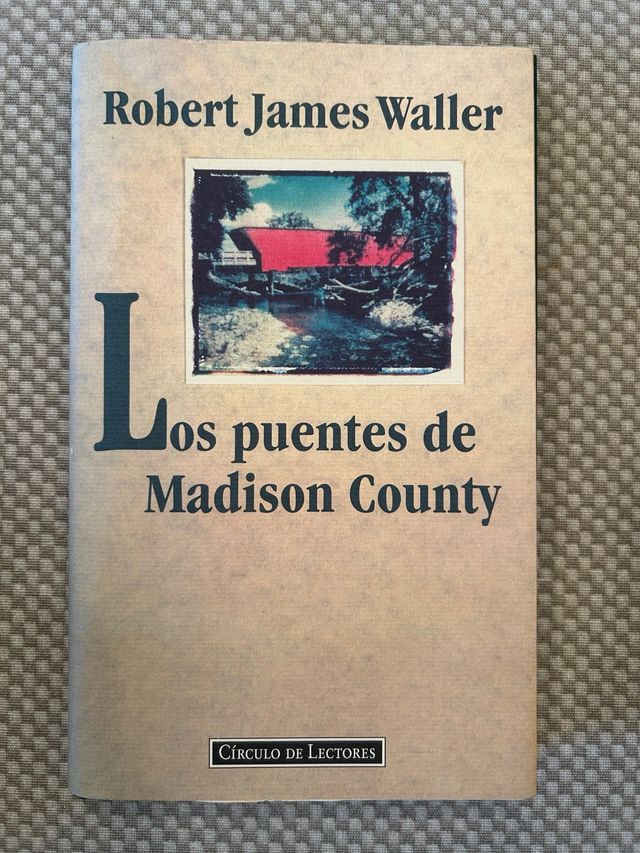 Robert James Waller
Los puentes de
Madison County
CÍRCULO DE LECTORES